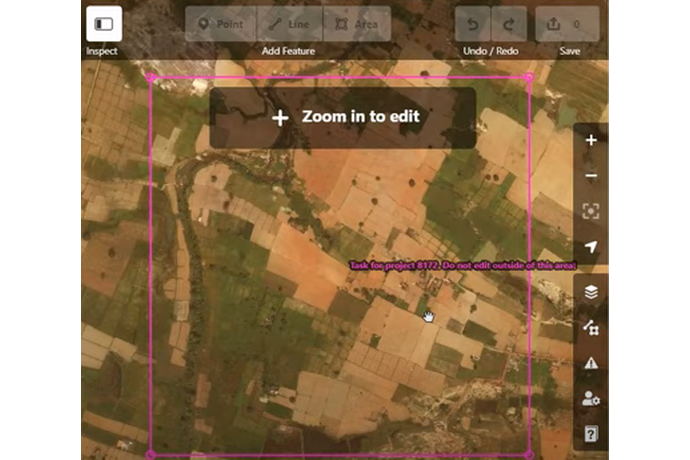 Point
Line
Area
0
Inspect
Add Feature
Undo / Redo
Save
Zoom in to edit
Task for project 8172. Do not edit outside of this area!